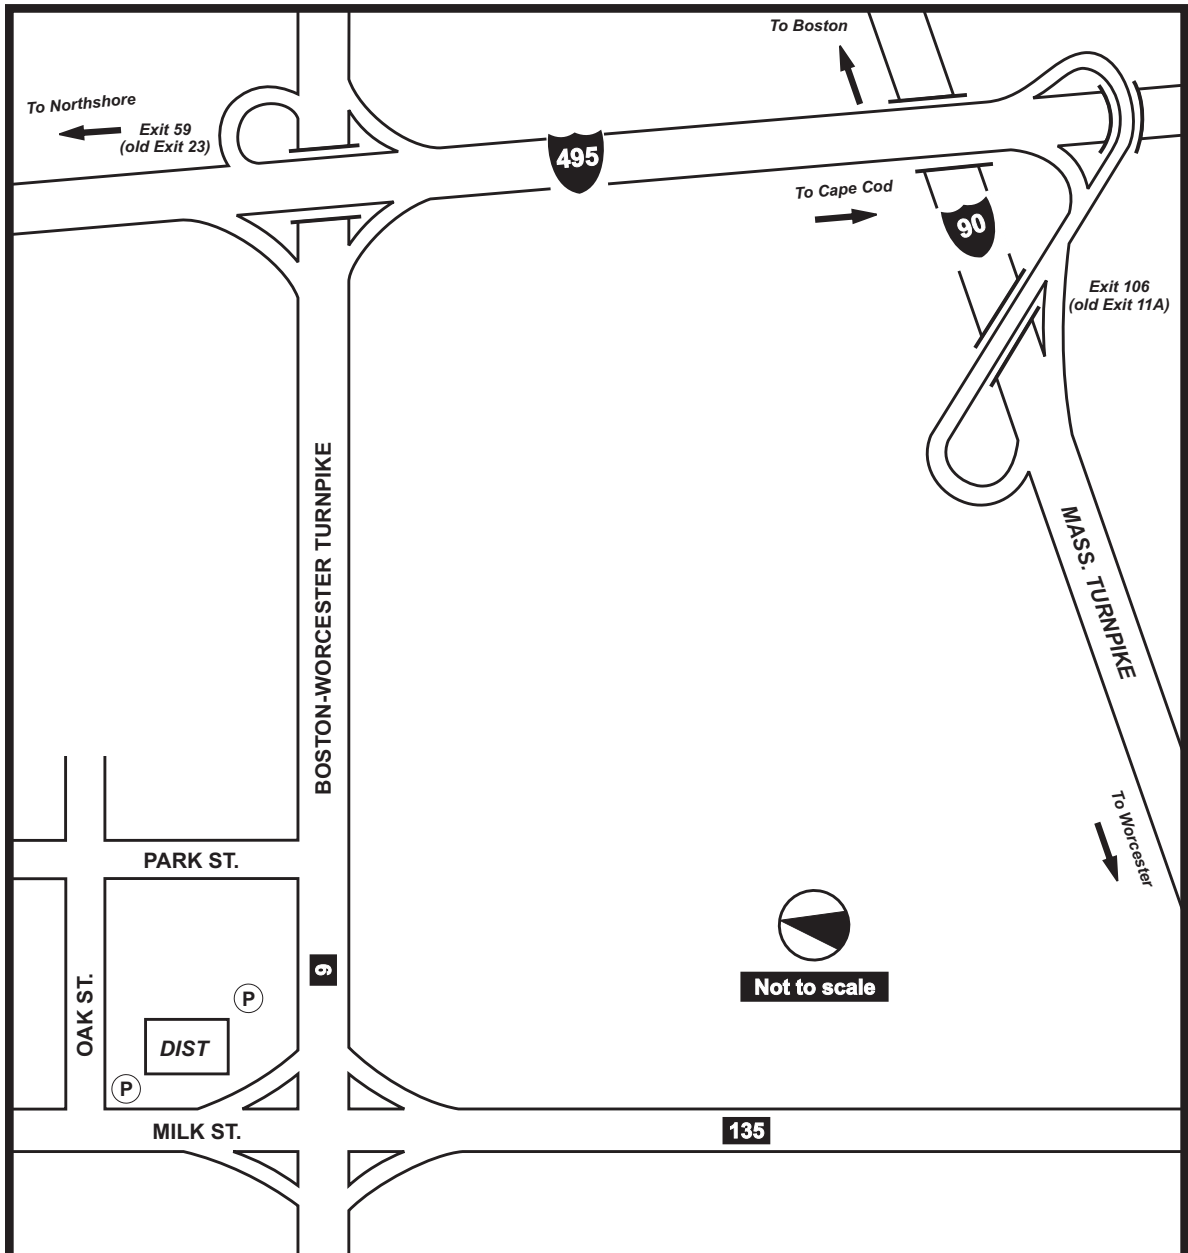 To Boston
To Northshore
Exit 59
(old Exit 23)
495
To Cape Cod
90
Exit 106
(old Exit 11A)
BOSTON-WORCESTER TURNPIKE
MASS. TURNPIKE
To Worcester
PARK ST.
9
Not to scale
OAK ST.
P
DIST
P
MILK ST.
135